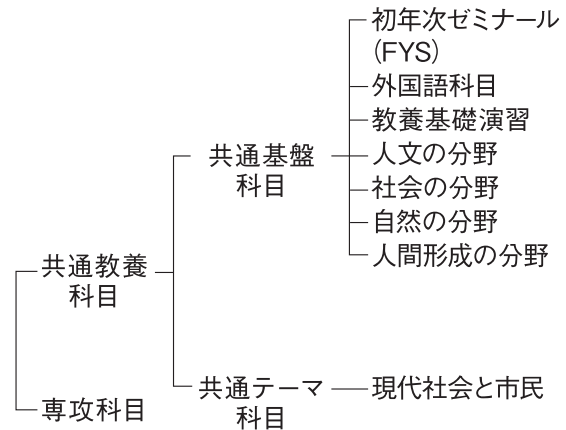 初年次ゼミナール
(FYS)
外国語科目
教養基礎演習
共通基盤
科目
人文の分野
社会の分野
自然の分野
人間形成の分野
共通教養
科目
専攻科目
共通テーマ
科目
現代社会と市民